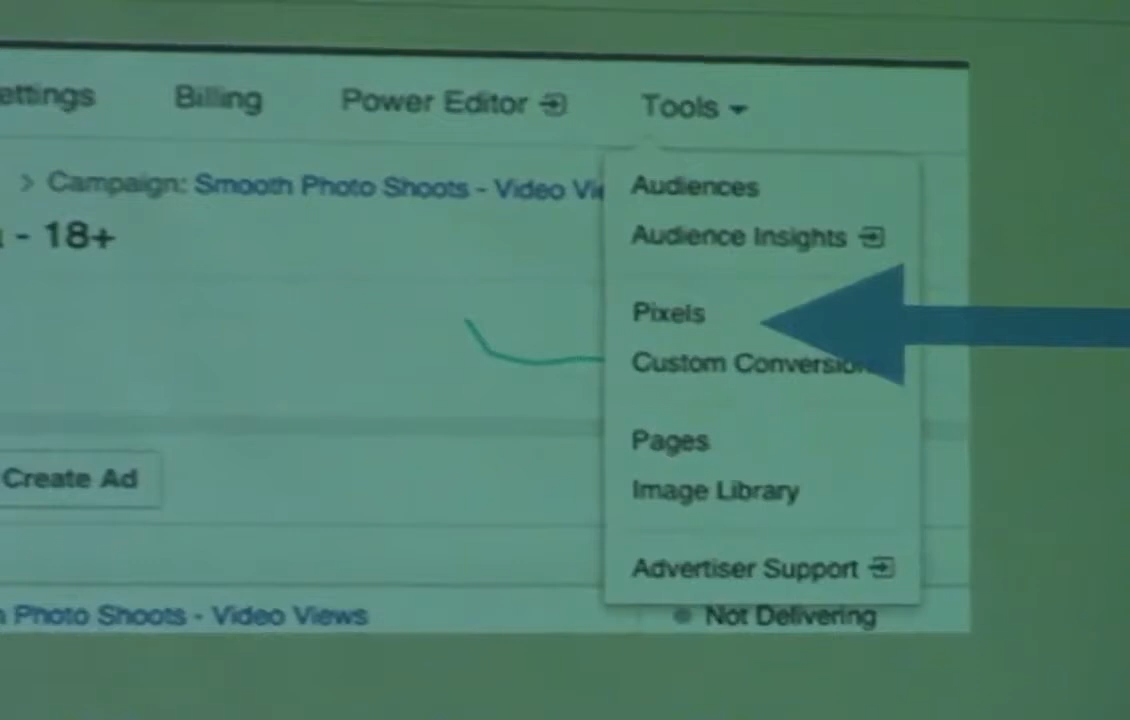 Billing Power Editor Tools
> Campaign: Smooth Photo Shoots - Video
- 18+
Audiences
Audience Insights
Pixels
Custom
Pages
Image Library
Advertiser Support
Create Ad
Photo Shoots - Video Views
Not Delivering